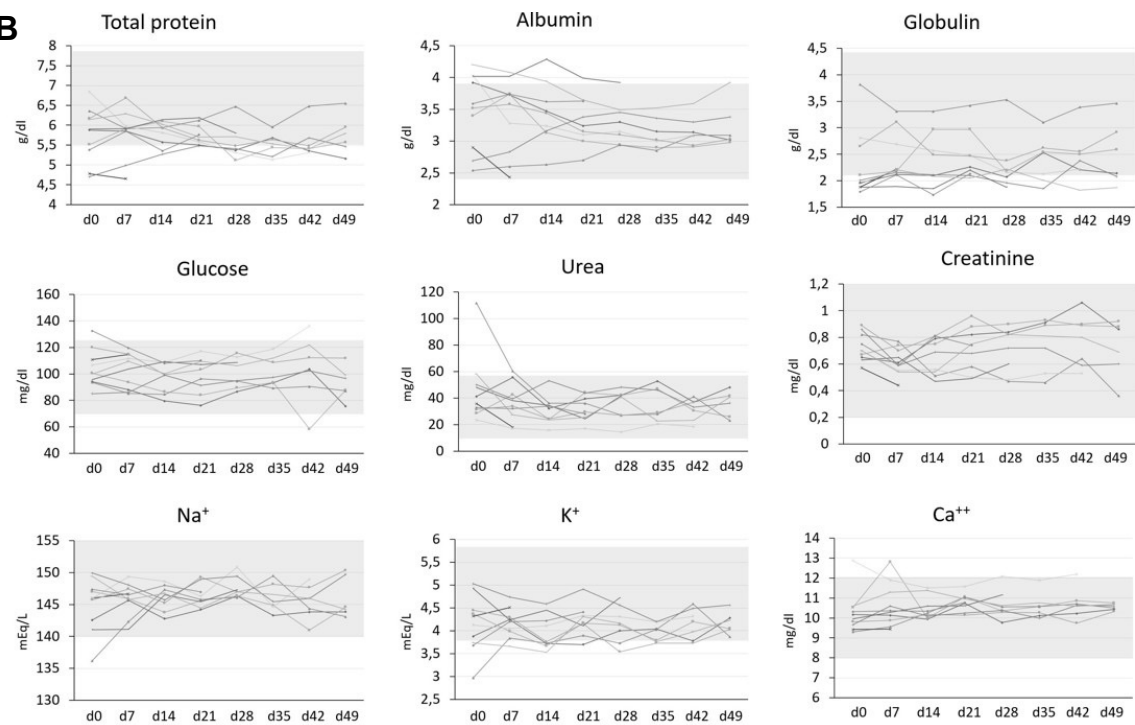 B
Total protein
8
7,5
7
6,5
6
5,5
5
4,5
4
g/dl
d0 d7 d14 d21 d28 d35 d42 d49
Albumin
4,5
4
3,5
3
2,5
2
g/dl
d0 d7 d14 d21 d28 d35 d42 d49
Globulin
4,5
4
3,5
3
2,5
2
1,5
g/dl
d0 d7 d14 d21 d28 d35 d42 d49
Glucose
160
140
120
100
80
60
40
mg/dl
d0 d7 d14 d21 d28 d35 d42 d49
Urea
120
100
80
60
40
20
0
mg/dl
d0 d7 d14 d21 d28 d35 d42 d49
Creatinine
1,2
1
0,8
0,6
0,4
0,2
0
mg/dl
d0 d7 d14 d21 d28 d35 d42 d49
Na⁺
155
150
145
140
135
130
mEq/L
d0 d7 d14 d21 d28 d35 d42 d49
K⁺
6
5,5
5
4,5
4
3,5
3
2,5
mEq/L
d0 d7 d14 d21 d28 d35 d42 d49
Ca⁺⁺
14
13
12
11
10
9
8
7
6
mg/dl
d0 d7 d14 d21 d28 d35 d42 d49